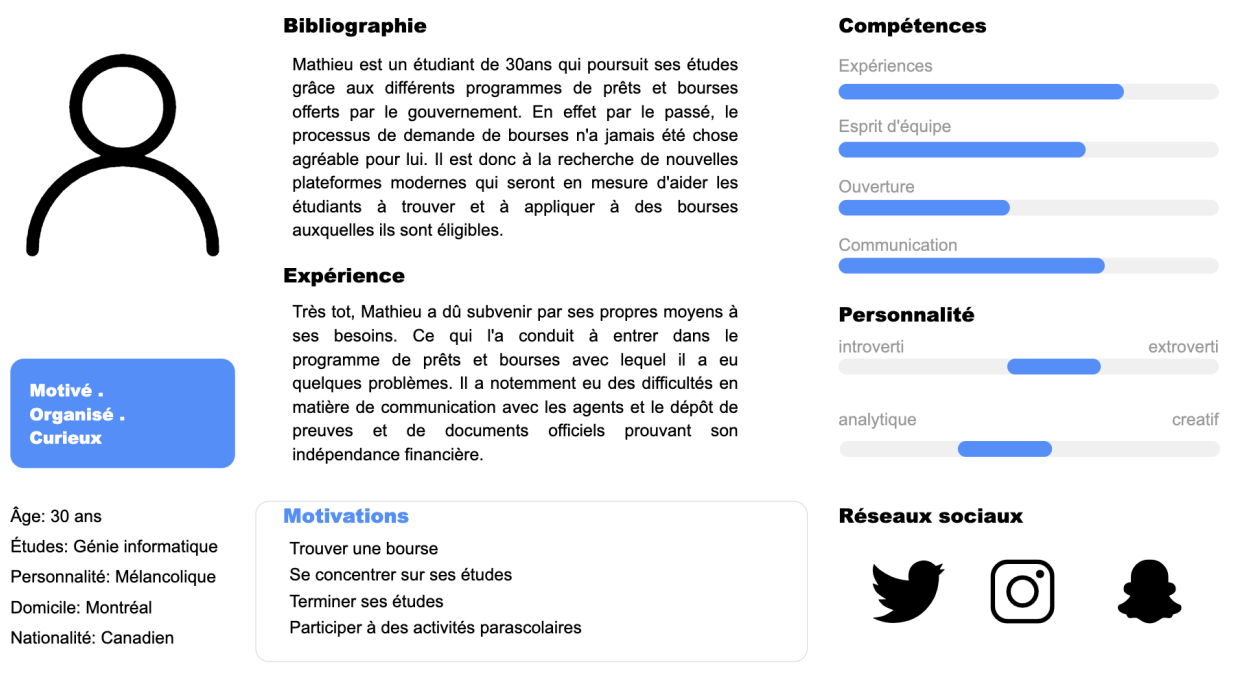 Bibliographie
Mathieu est un étudiant de 30ans qui poursuit ses études
grâce aux différents programmes de prêts et bourses
offerts par le gouvernement. En effet par le passé, le
processus de demande de bourses n'a jamais été chose
agréable pour lui. Il est donc à la recherche de nouvelles
plateformes modernes qui seront en mesure d'aider les
étudiants à trouver et à appliquer à des bourses
auxquelles ils sont éligibles.
Expérience
Très tot, Mathieu a dû subvenir par ses propres moyens à
ses besoins. Ce qui l'a conduit à entrer dans le
programme de prêts et bourses avec lequel il a eu
quelques problèmes. Il a notemment eu des difficultés en
matière de communication avec les agents et le dépôt de
preuves et de documents officiels prouvant son
indépendance financière.
Compétences
Expériences
Esprit d'équipe
Ouverture
Communication
Personnalité
introverti extroverti
analytique creatif
Motivé .
Organisé .
Curieux
Âge: 30 ans
Études: Génie informatique
Personnalité: Mélancolique
Domicile: Montréal
Nationalité: Canadien
Motivations
Trouver une bourse
Se concentrer sur ses études
Terminer ses études
Participer à des activités parascolaires
Réseaux sociaux